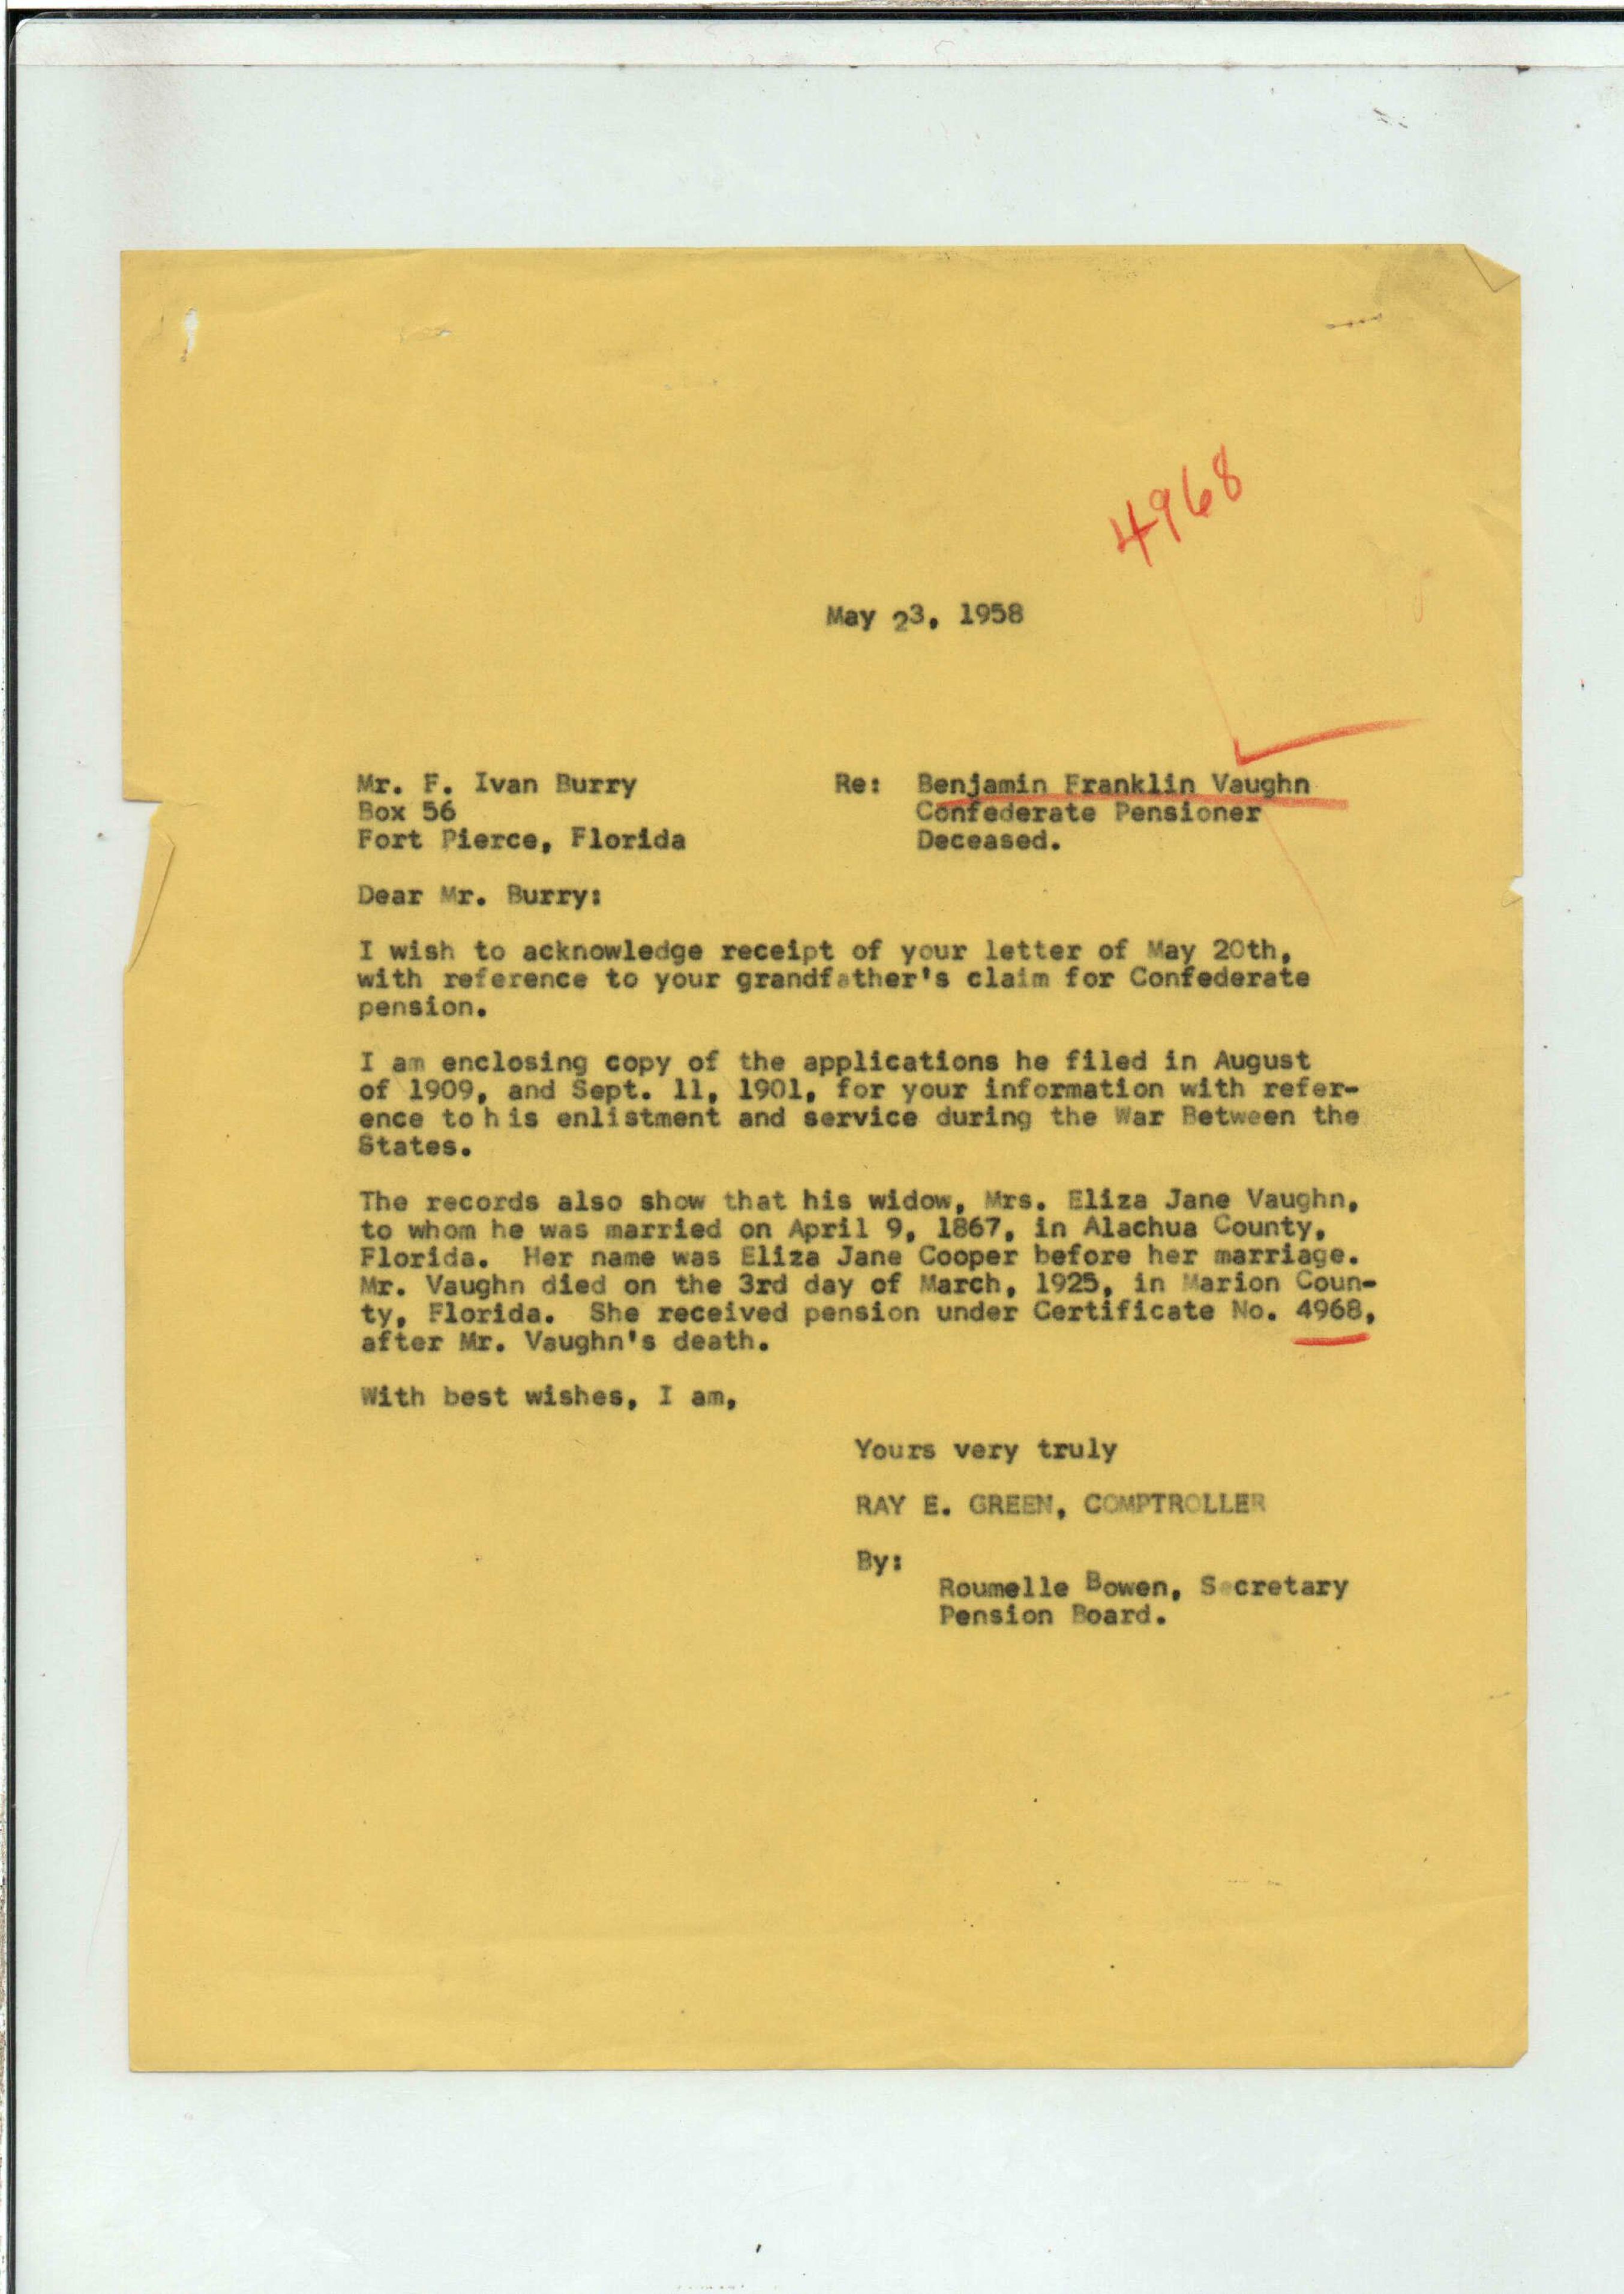 4968
May 23, 1958
Mr. F. Ivan Burry Re: Benjamin Franklin Vaughn
Box 56 Confederate Pensioner
Fort Pierce, Florida Deceased.
Dear Mr. Burry:
I wish to acknowledge receipt of your letter of May 20th,
with reference to your grandfather's claim for Confederate
pension.
I am enclosing copy of the applications he filed in August
of 1909, and Sept. 11, 1901, for your information with refer-
ence to his enlistment and service during the War Between the
States.
The records also show that his widow, Mrs. Eliza Jane Vaughn,
to whom he was married on April 9, 1867, in Alachua County,
Florida. Her name was Eliza Jane Cooper before her marriage.
Mr. Vaughn died on the 3rd day of March, 1925, in Marion Coun-
ty, Florida. She received pension under Certificate No. 4968,
after Mr. Vaughn's death.
With best wishes, I am,
Yours very truly
RAY E. GREEN, COMPTROLLER
By:
Roumelle Bowen, Secretary
Pension Board.